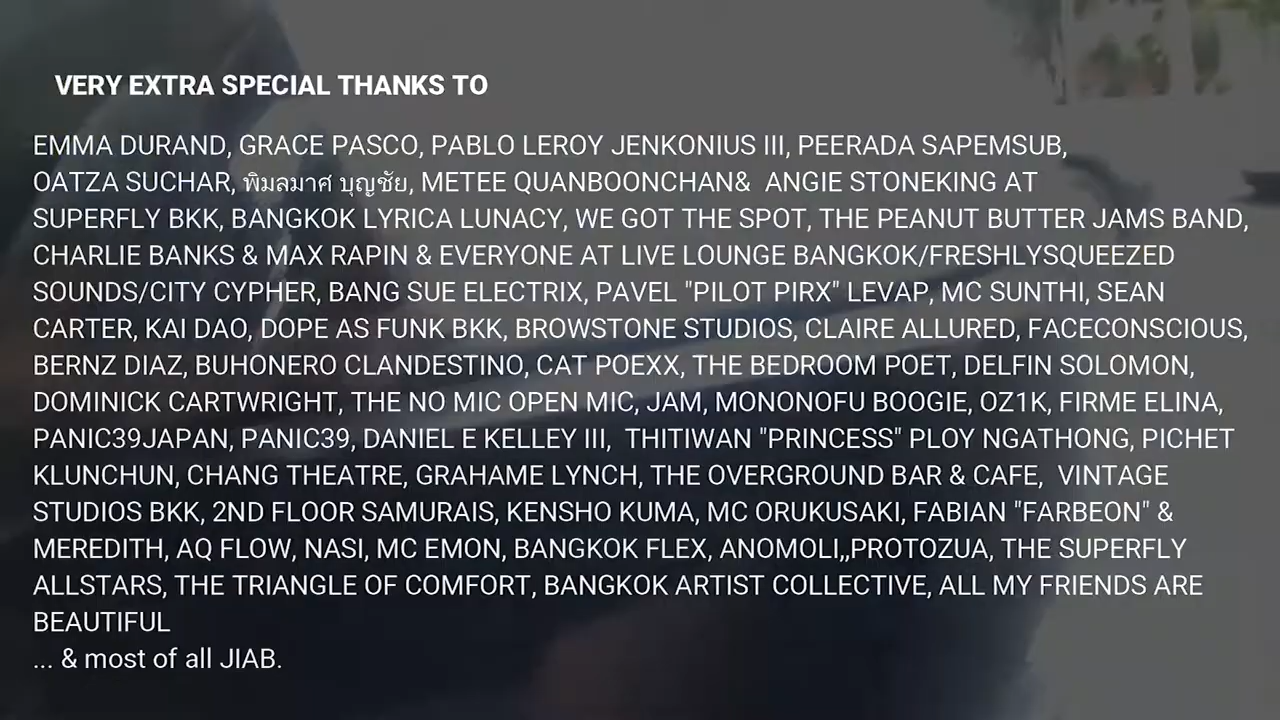 VERY EXTRA SPECIAL THANKS TO
EMMA DURAND, GRACE PASCO, PABLO LEROY JENKONIUS III, PEERADA SAPEMSUB,
OATZA SUCHAR, พิมลมาศ บุญชัย, METEE QUANBOONCHAN&  ANGIE STONEKING AT
SUPERFLY BKK, BANGKOK LYRICA LUNACY, WE GOT THE SPOT, THE PEANUT BUTTER JAMS BAND,
CHARLIE BANKS & MAX RAPIN & EVERYONE AT LIVE LOUNGE BANGKOK/FRESHLYSQUEEZED
SOUNDS/CITY CYPHER, BANG SUE ELECTRIX, PAVEL "PILOT PIRX" LEVAP, MC SUNTHI, SEAN
CARTER, KAI DAO, DOPE AS FUNK BKK, BROWSTONE STUDIOS, CLAIRE ALLURED, FACECONSCIOUS,
BERNZ DIAZ, BUHONERO CLANDESTINO, CAT POEXX, THE BEDROOM POET, DELFIN SOLOMON,
DOMINICK CARTWRIGHT, THE NO MIC OPEN MIC, JAM, MONONOFU BOOGIE, OZ1K, FIRME ELINA,
PANIC39JAPAN, PANIC39, DANIEL E KELLEY III,  THITIWAN "PRINCESS" PLOY NGATHONG, PICHET
KLUNCHUN, CHANG THEATRE, GRAHAME LYNCH, THE OVERGROUND BAR & CAFE,  VINTAGE
STUDIOS BKK, 2ND FLOOR SAMURAIS, KENSHO KUMA, MC ORUKUSAKI, FABIAN "FARBEON" &
MEREDITH, AQ FLOW, NASI, MC EMON, BANGKOK FLEX, ANOMOLI,,PROTOZUA, THE SUPERFLY
ALLSTARS, THE TRIANGLE OF COMFORT, BANGKOK ARTIST COLLECTIVE, ALL MY FRIENDS ARE
BEAUTIFUL
... & most of all JIAB.